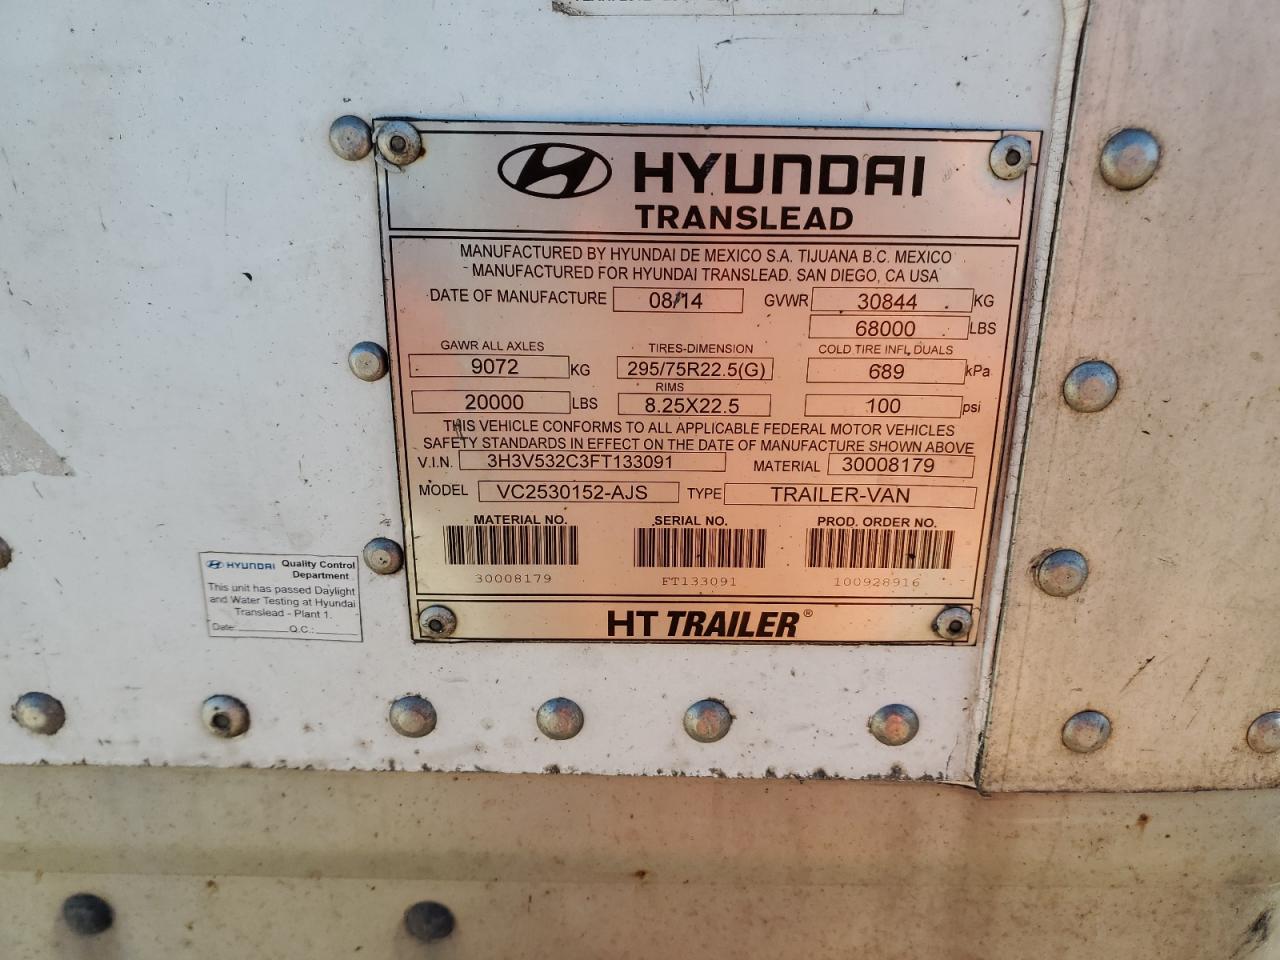 HYUNDAI
TRANSLEAD
MANUFACTURED BY HYUNDAI DE MEXICO S.A. TIJUANA B.C. MEXICO
MANUFACTURED FOR HYUNDAI TRANSLEAD. SAN DIEGO, CA USA
DATE OF MANUFACTURE 08/14 GVWR 30844 KG
68000 LBS
GAWR ALL AXLES TIRES-DIMENSION COLD TIRE INFL. DUALS
9072 KG 295/75R22.5(G) 689 kPa
RIMS
20000 LBS 8.25X22.5 100 psi
THIS VEHICLE CONFORMS TO ALL APPLICABLE FEDERAL MOTOR VEHICLES
SAFETY STANDARDS IN EFFECT ON THE DATE OF MANUFACTURE SHOWN ABOVE
V.I.N. 3H3V532C3FT133091 MATERIAL 30008179
MODEL VC2530152-AJS TYPE TRAILER-VAN
MATERIAL NO. SERIAL NO. PROD. ORDER NO.
30008179 FT133091 100928916
HT TRAILER®
HYUNDAI Quality Control
Department
This unit has passed Daylight
and Water Testing at Hyundai
Translead - Plant 1.
Date: Q.C.: